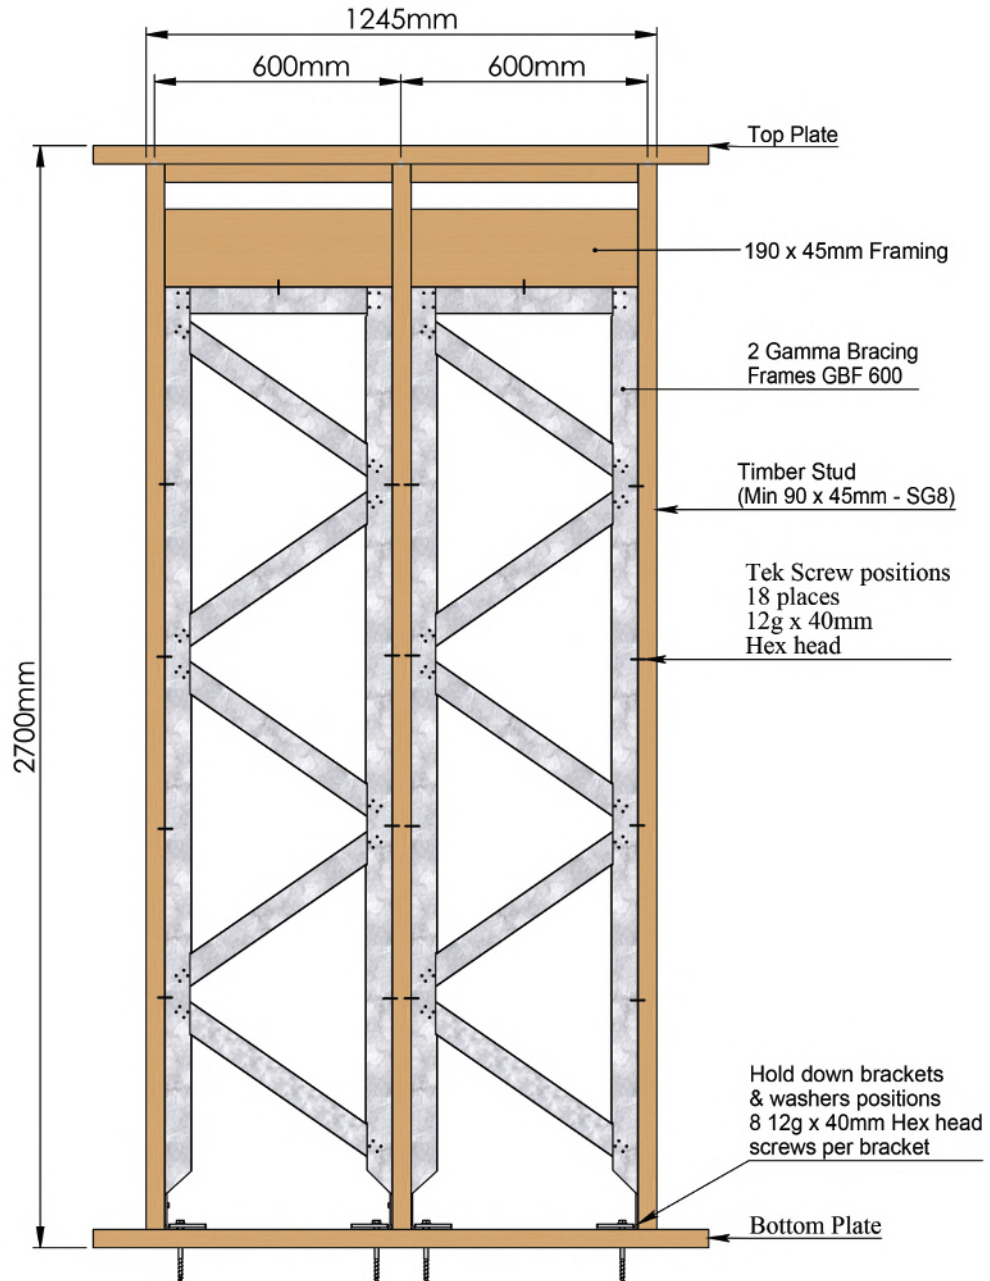 1245mm
600mm
600mm
Top Plate
190 x 45mm Framing
2 Gamma Bracing
Frames GBF 600
Timber Stud
(Min 90 x 45mm - SG8)
Tek Screw positions
18 places
12g x 40mm
Hex head
2700mm
Hold down brackets
& washers positions
8 12g x 40mm Hex head
screws per bracket
Bottom Plate